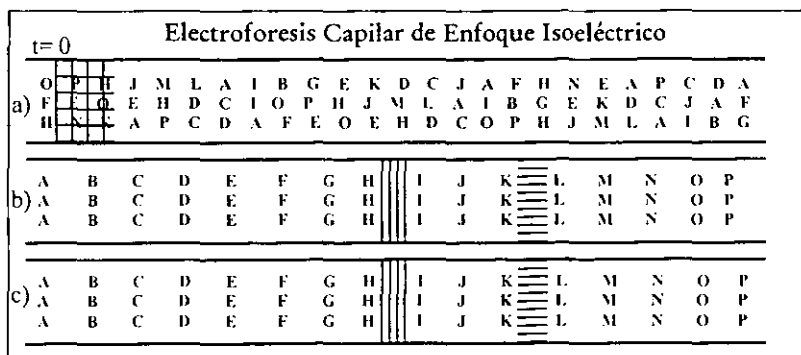 Electroforesis Capilar de Enfoque Isoeléctrico
t= 0
a)
O P H J M L A I B G E K D C J A F H N E A P C D A
F E O E H D C I O P H J M L A I B G E K D C J A F
H N A P C D A F E O E H D C O P H J M L A I B G
b)
A B C D E F G H I J K L M N O P
A B C D E F G H I J K L M N O P
A B C D E F G H I J K L M N O P
c)
A B C D E F G H I J K L M N O P
A B C D E F G H I J K L M N O P
A B C D E F G H I J K L M N O P